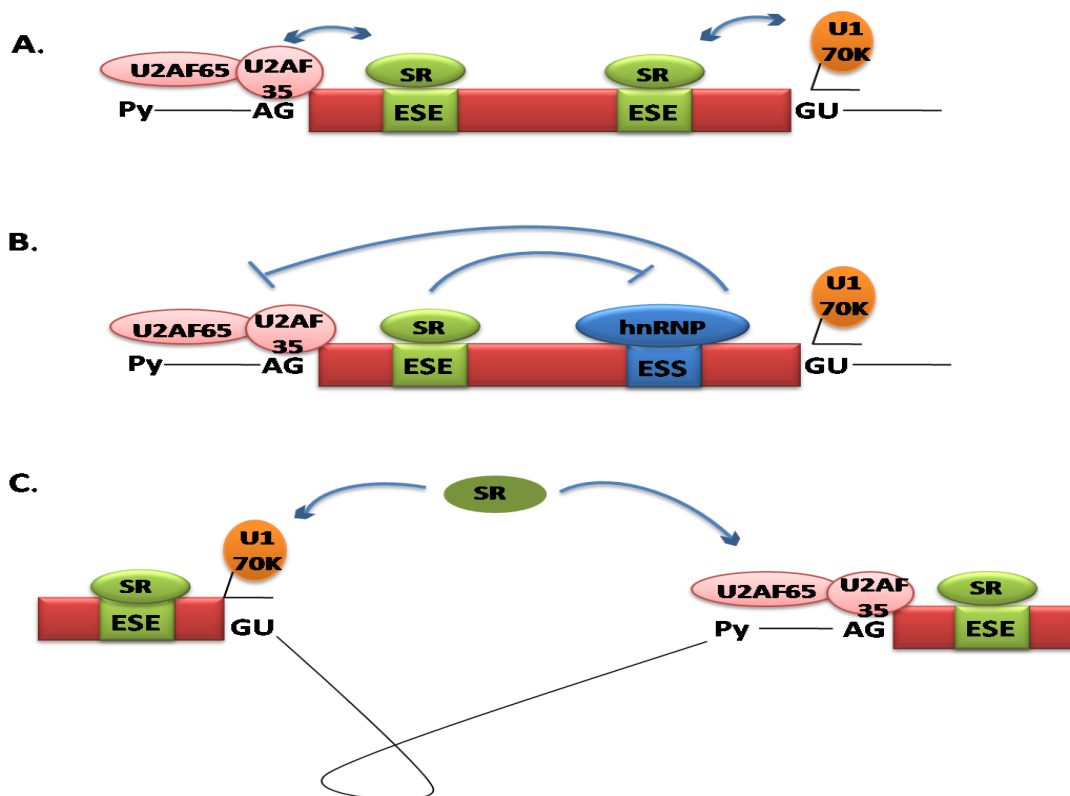 A.
U2AF65
U2AF
35
SR
SR
U1
70K
Py
AG
ESE
ESE
GU
B.
U2AF65
U2AF
35
SR
hnRNP
U1
70K
Py
AG
ESE
ESS
GU
C.
SR
U1
70K
SR
ESE
GU
U2AF65
U2AF
35
SR
Py
AG
ESE